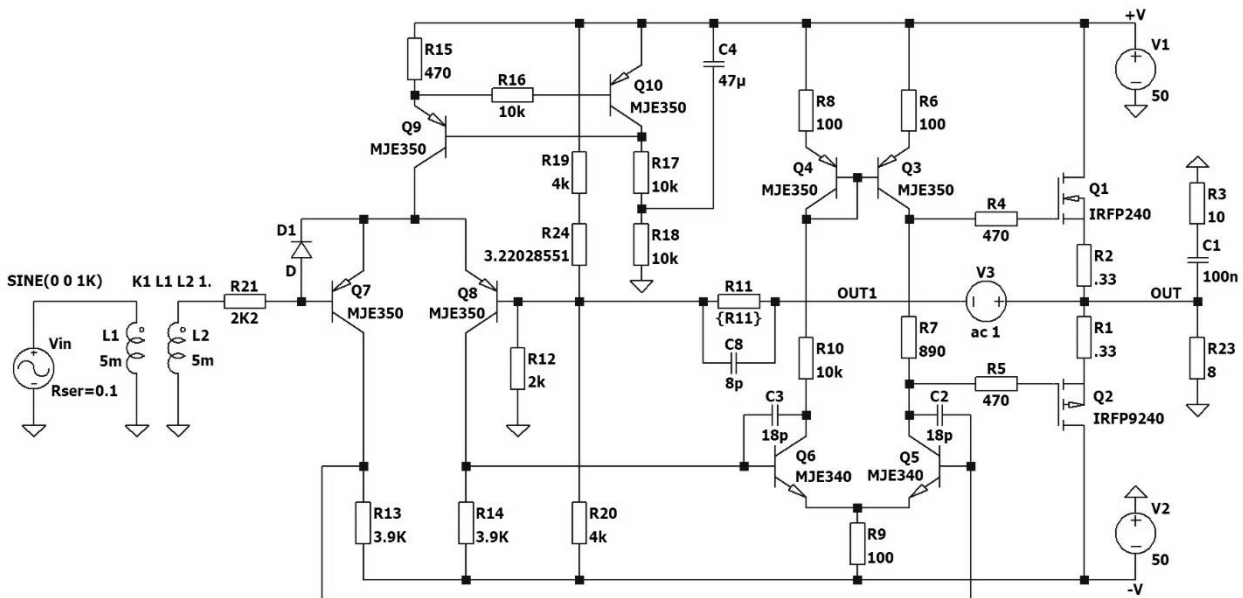 +V
R15
470
R16
10k
Q10
MJE350
C4
47µ
V1
50
R8
100
R6
100
Q9
MJE350
R19
4k
R17
10k
Q4
MJE350
Q3
MJE350
R4
470
Q1
IRFP240
R3
10
C1
100n
D1
D
R24
3.22028551
R18
10k
R2
.33
SINE(0 0 1K)
K1 L1 L2 1.
R21
2K2
Q7
MJE350
Q8
MJE350
R11
{R11}
C8
8p
OUT1
V3
ac 1
OUT
Vin
Rser=0.1
L1
5m
L2
5m
R12
2k
R10
10k
R7
890
R1
.33
R23
8
R5
470
Q2
IRFP9240
C3
18p
C2
18p
Q6
MJE340
Q5
MJE340
R13
3.9K
R14
3.9K
R20
4k
R9
100
V2
50
-V